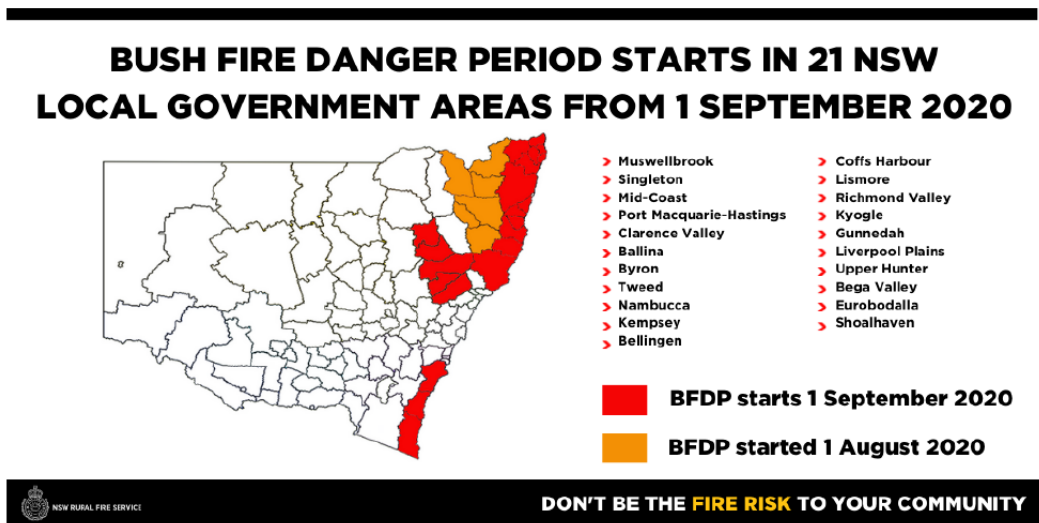 BUSH FIRE DANGER PERIOD STARTS IN 21 NSW
LOCAL GOVERNMENT AREAS FROM 1 SEPTEMBER 2020
Muswellbrook
Singleton
Mid-Coast
Port Macquarie-Hastings
Clarence Valley
Ballina
Byron
Tweed
Nambucca
Kempsey
Bellingen
Coffs Harbour
Lismore
Richmond Valley
Kyogle
Gunnedah
Liverpool Plains
Upper Hunter
Bega Valley
Eurobodalla
Shoalhaven
BFDP starts 1 September 2020
BFDP started 1 August 2020
NSW RURAL FIRE SERVICE
DON'T BE THE FIRE RISK TO YOUR COMMUNITY